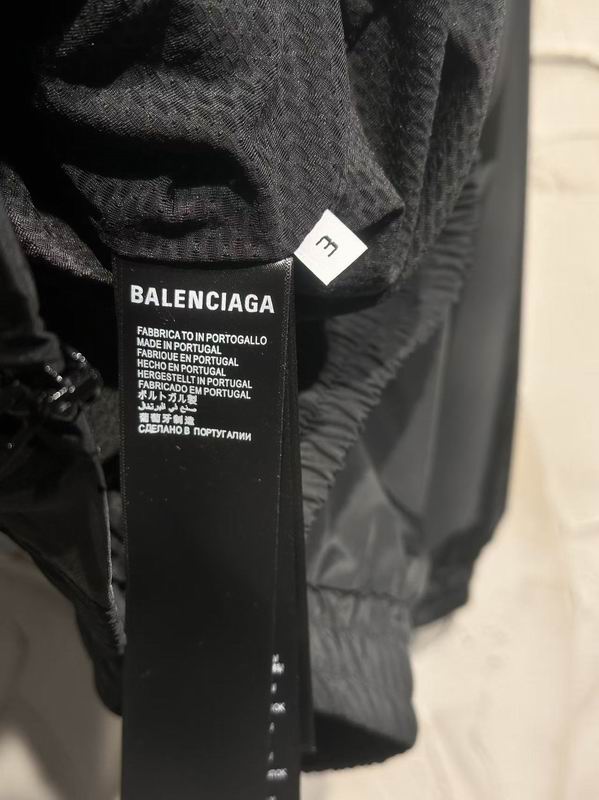 3
BALENCIAGA
FABBRICATO IN PORTOGALLO
MADE IN PORTUGAL
FABRIQUE EN PORTUGAL
HECHO EN PORTUGAL
HERGESTELLT IN PORTUGAL
FABRICADO EM PORTUGAL
ポルトガル製
صنع في البرتغال
葡萄牙制造
СДЕЛАНО В ПОРТУГАЛИИ